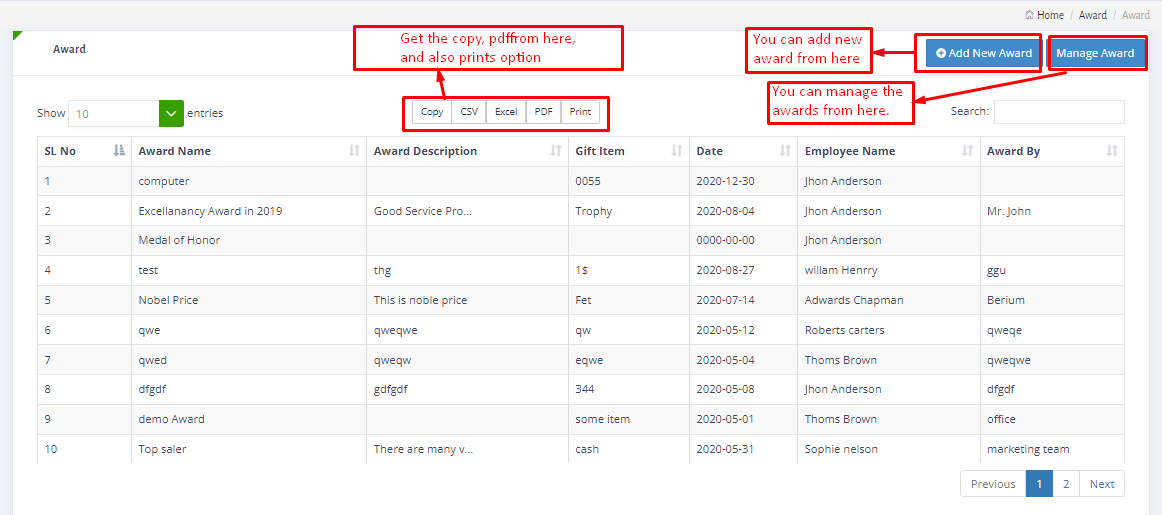 Home / Award / Award
Award
Get the copy, pdffrom here,
and also prints option
You can add new
award from here
Add New Award
Manage Award
You can manage the
awards from here.
Show 10 entries
Copy CSV Excel PDF Print
Search:
SL No Award Name Award Description Gift Item Date Employee Name Award By
1 computer 0055 2020-12-30 Jhon Anderson
2 Excellanancy Award in 2019 Good Service Pro... Trophy 2020-08-04 Jhon Anderson Mr. John
3 Medal of Honor 0000-00-00 Jhon Anderson
4 test thg 1$ 2020-08-27 willam Henrry ggu
5 Nobel Price This is noble price Fet 2020-07-14 Adwards Chapman Berium
6 qwe qweqwe qw 2020-05-12 Roberts carters qweqe
7 qwed qweqw eqwe 2020-05-04 Thoms Brown qweqwe
8 dfgdf gdfgdf 344 2020-05-08 Jhon Anderson dfgdf
9 demo Award some item 2020-05-01 Thoms Brown office
10 Top saler There are many v... cash 2020-05-31 Sophie nelson marketing team
Previous 1 2 Next